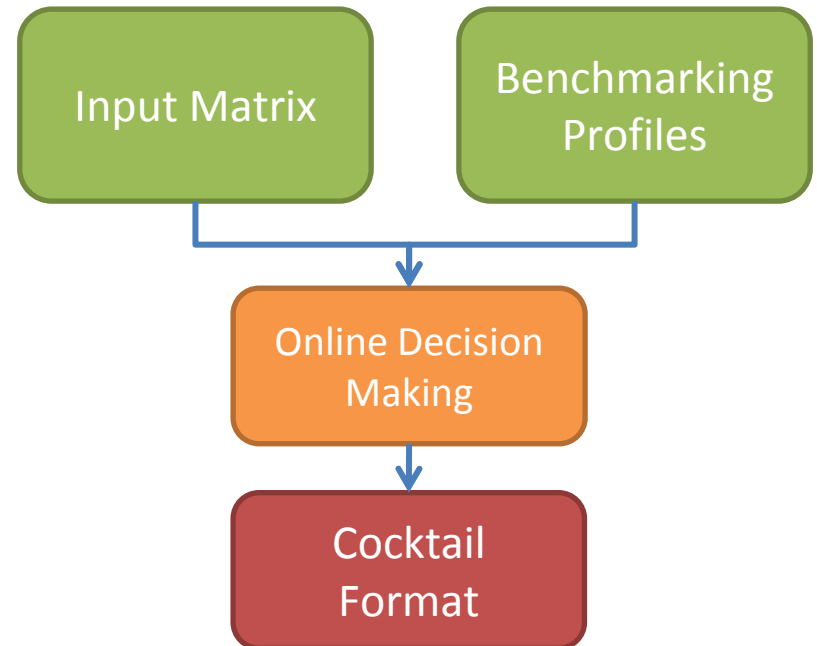 Input Matrix
Benchmarking
Profiles
Online Decision
Making
Cocktail
Format